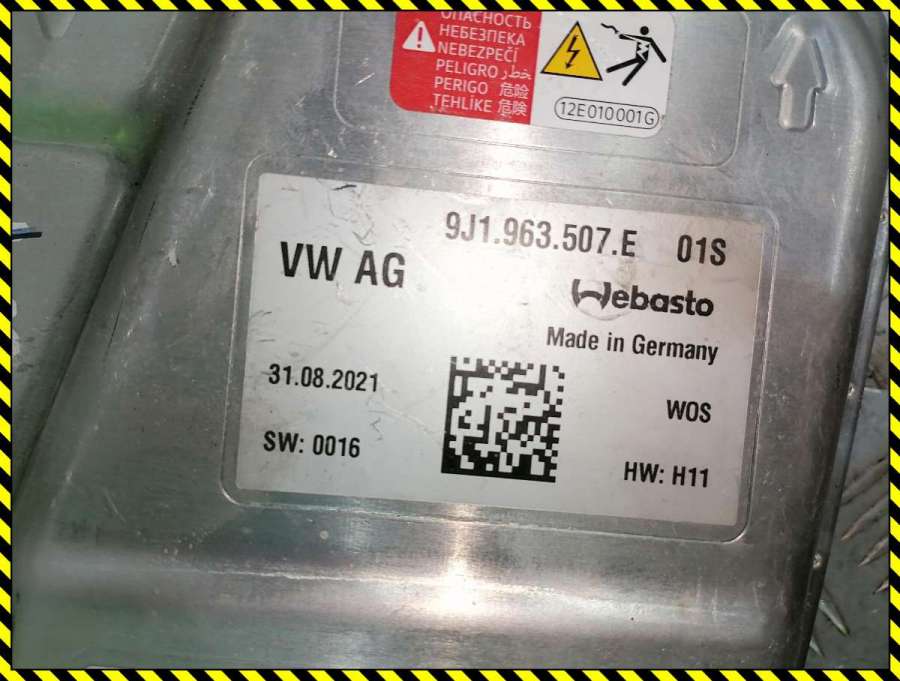 ОПАСНОСТЬ
НЕБЕЗПЕКА
NEBEZPEČÍ
PELIGRO خطر
PERIGO 危险
TEHLİKE 危険
12E010001G
9J1.963.507.E 01S
VW AG
Webasto
Made in Germany
31.08.2021
WOS
SW: 0016
HW: H11